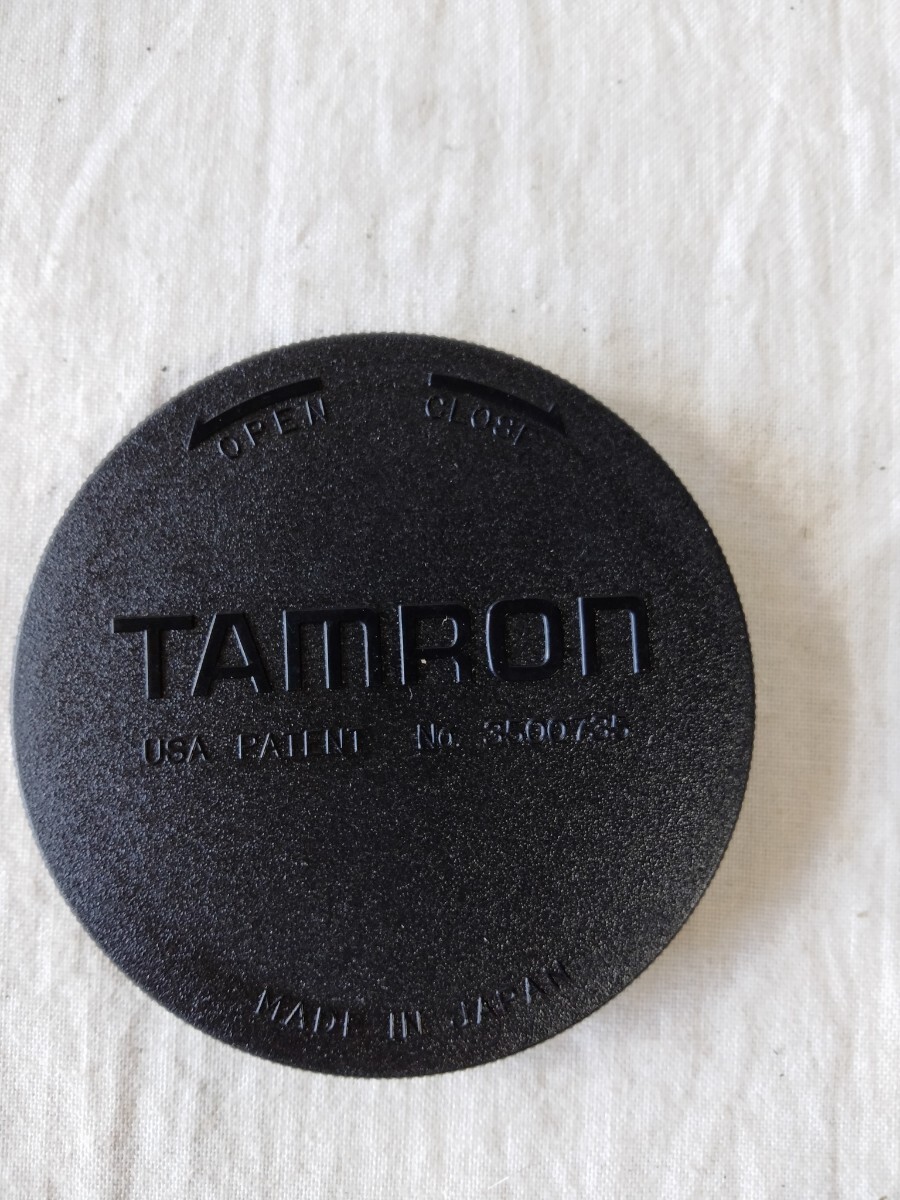 OPEN CLOSE
TAMRON
USA PATENT No. 3500735
MADE IN JAPAN